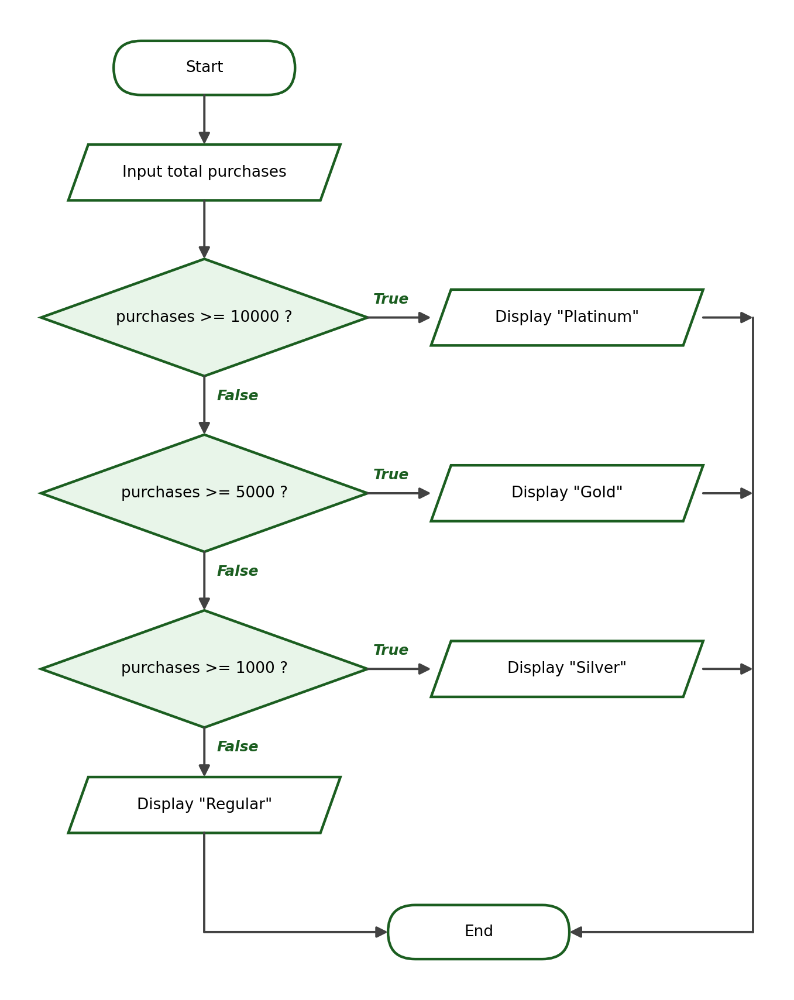 Start
Input total purchases
purchases >= 10000 ?
True
Display "Platinum"
False
purchases >= 5000 ?
True
Display "Gold"
False
purchases >= 1000 ?
True
Display "Silver"
False
Display "Regular"
End